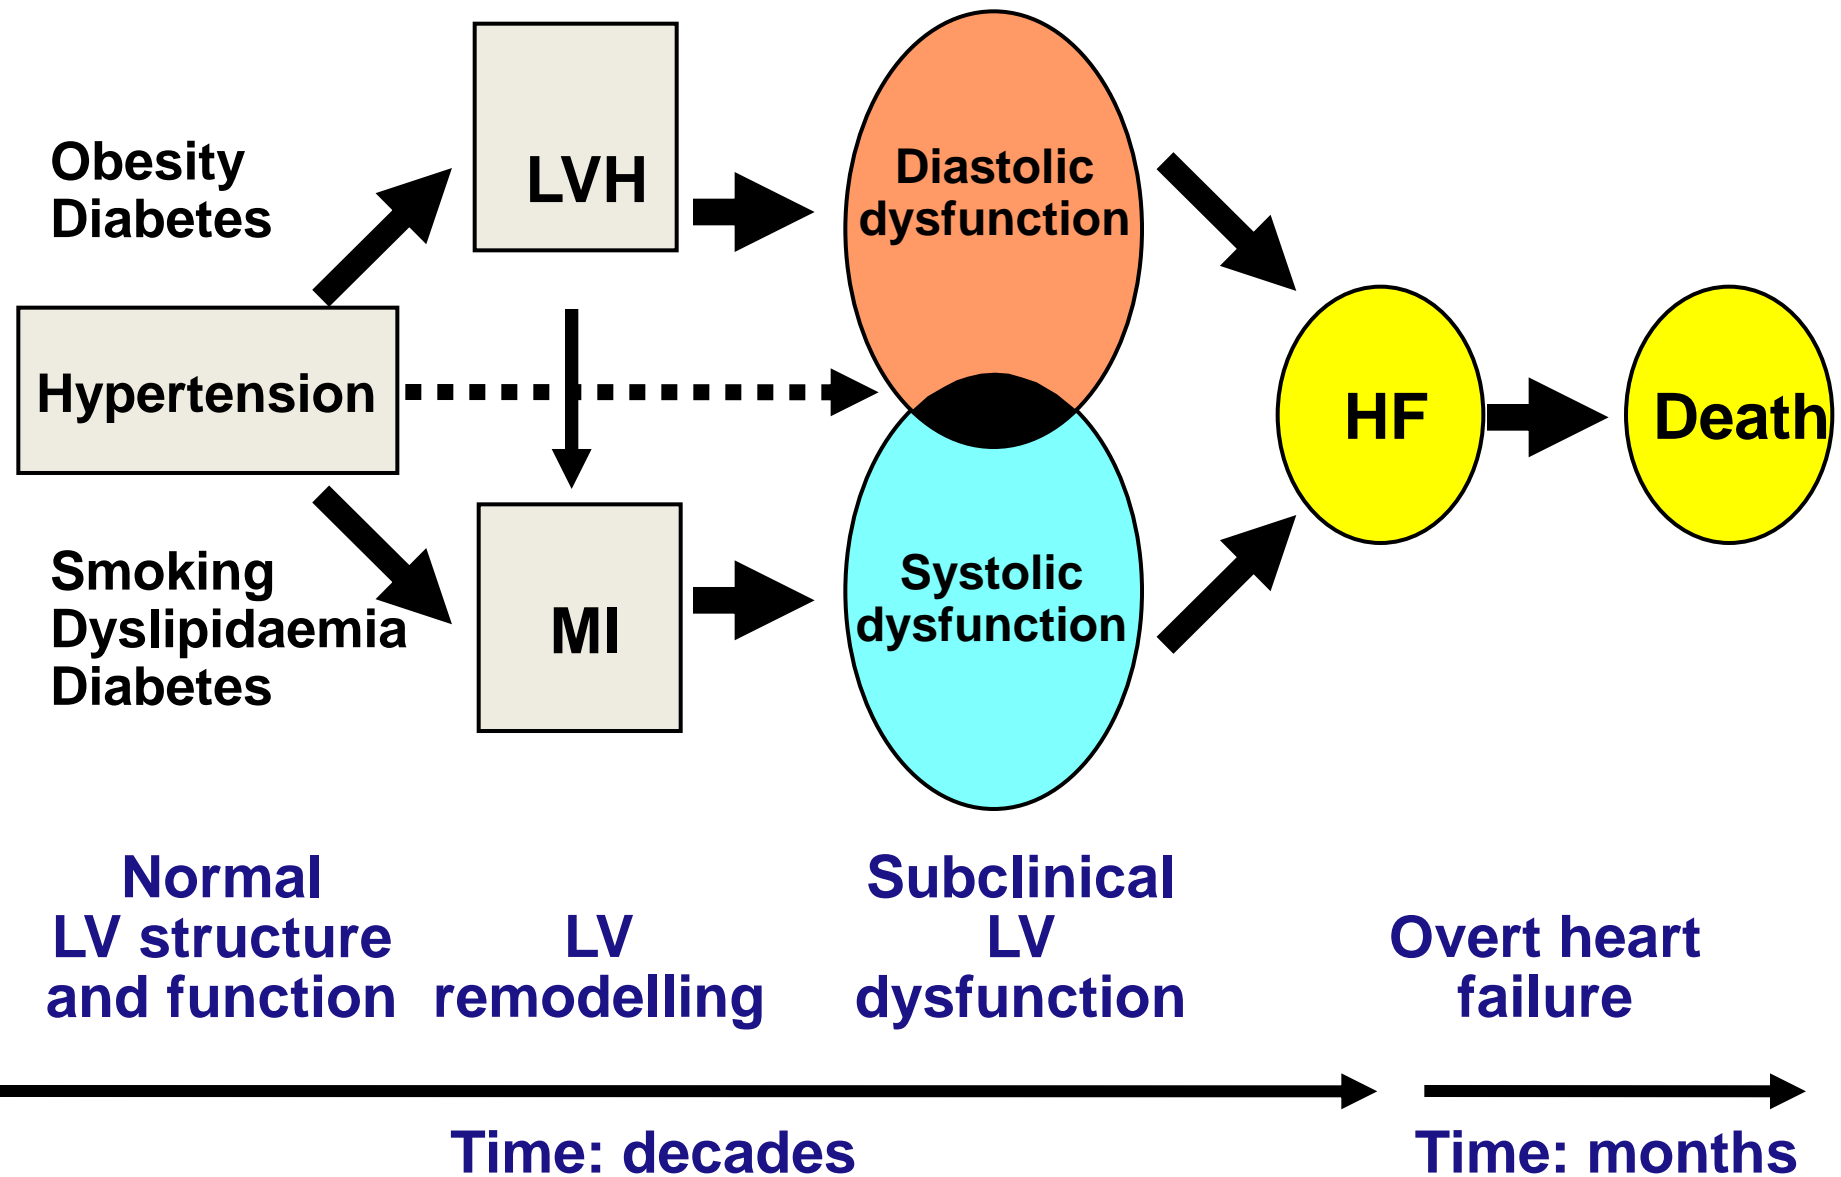 Obesity
Diabetes
LVH
Diastolic
dysfunction
Hypertension
HF
Death
Smoking
Dyslipidaemia
Diabetes
MI
Systolic
dysfunction
Normal
LV structure
and function
LV
remodelling
Subclinical
LV
dysfunction
Overt heart
failure
Time: decades
Time: months